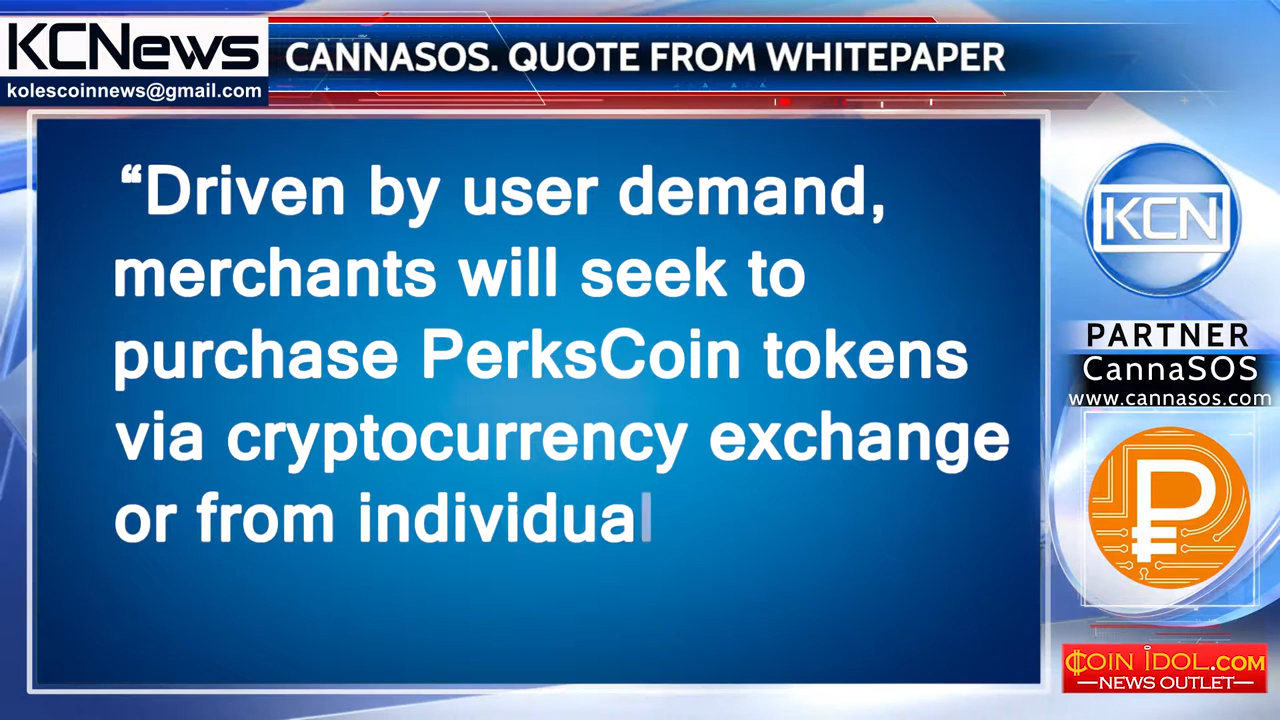 KCNews
kolescoinnews@gmail.com
CANNASOS. QUOTE FROM WHITEPAPER
“Driven by user demand,
merchants will seek to
purchase PerksCoin tokens
via cryptocurrency exchange
or from individual
KCN
PARTNER
CannaSOS
www.cannasos.com
COIN IDOL.COM
NEWS OUTLET